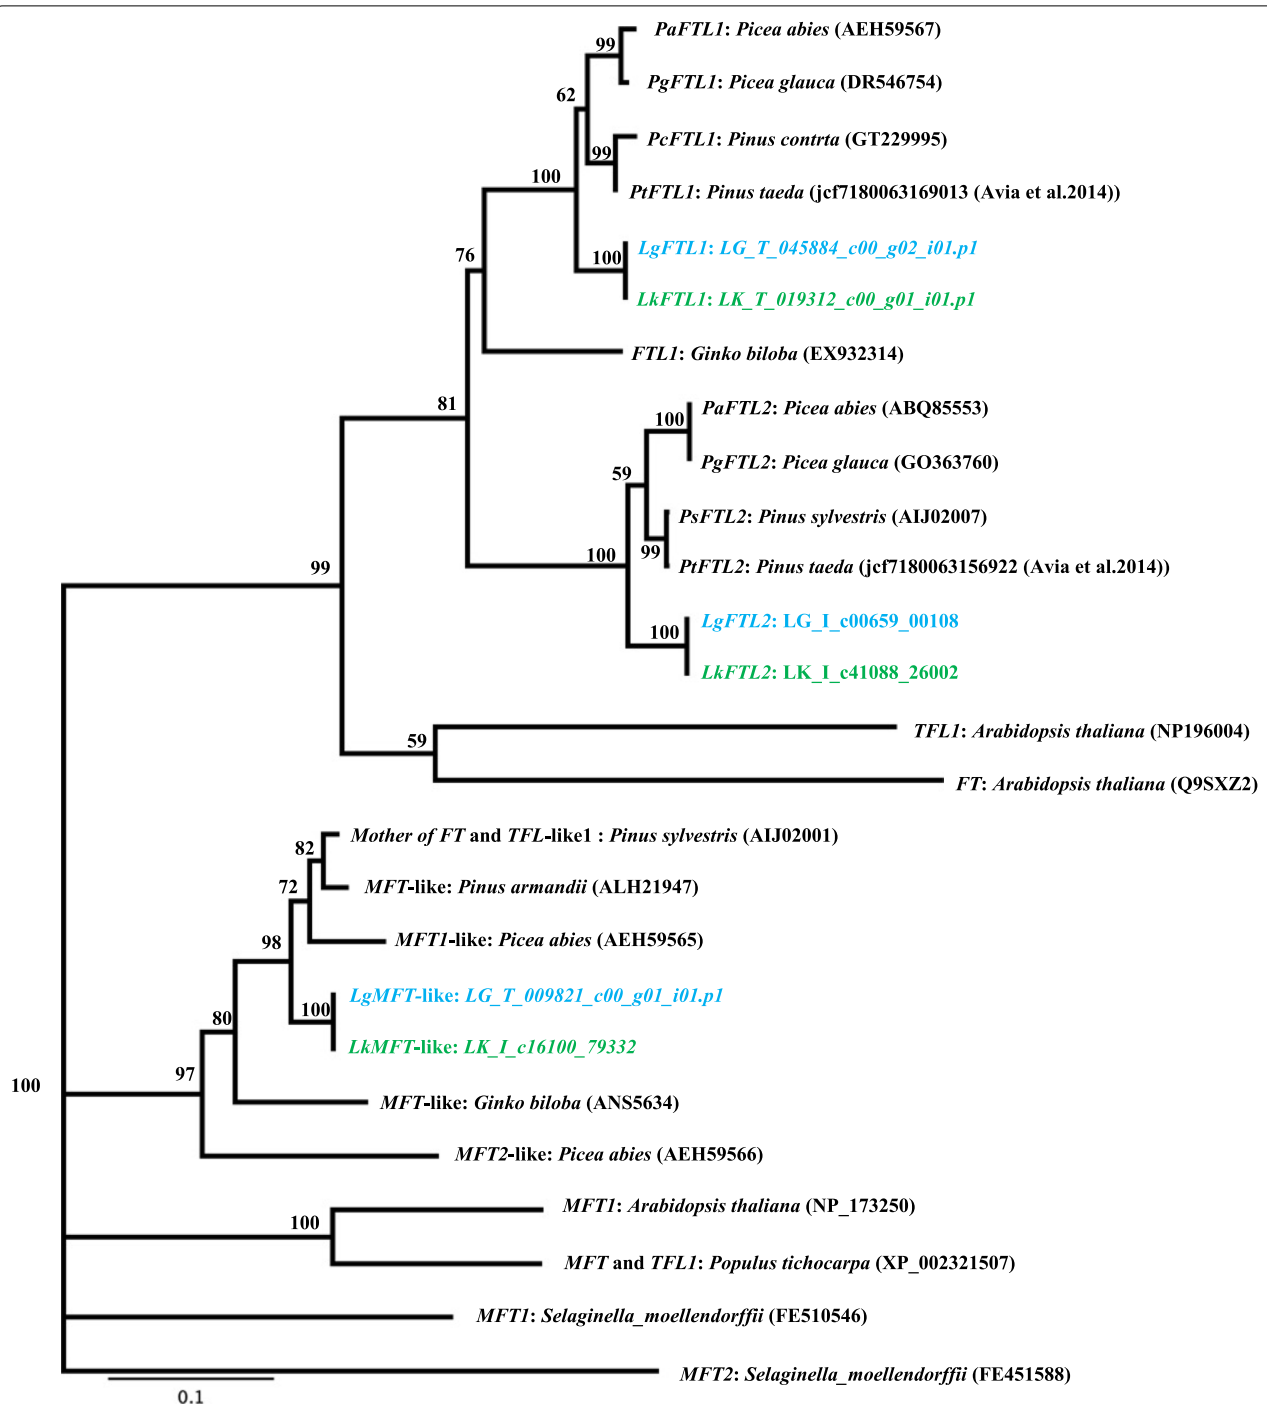 PaFTL1: Picea abies (AEH59567)
99
PgFTL1: Picea glauca (DR546754)
62
PcFTL1: Pinus contrta (GT229995)
99
100
PtFTL1: Pinus taeda (jcf7180063169013 (Avia et al.2014))
LgFTL1: LG_T_045884_c00_g02_i01.p1
76
100
LkFTL1: LK_T_019312_c00_g01_i01.p1
FTL1: Ginko biloba (EX932314)
81
PaFTL2: Picea abies (ABQ85553)
100
PgFTL2: Picea glauca (GO363760)
59
PsFTL2: Pinus sylvestris (AIJ02007)
99
100
PtFTL2: Pinus taeda (jcf7180063156922 (Avia et al.2014))
99
LgFTL2: LG_I_c00659_00108
100
LkFTL2: LK_I_c41088_26002
TFL1: Arabidopsis thaliana (NP196004)
59
FT: Arabidopsis thaliana (Q9SXZ2)
Mother of FT and TFL-like1 : Pinus sylvestris (AIJ02001)
82
MFT-like: Pinus armandii (ALH21947)
72
MFT1-like: Picea abies (AEH59565)
98
LgMFT-like: LG_T_009821_c00_g01_i01.p1
100
80
LkMFT-like: LK_I_c16100_79332
97
100
MFT-like: Ginko biloba (ANS5634)
MFT2-like: Picea abies (AEH59566)
MFT1: Arabidopsis thaliana (NP_173250)
100
MFT and TFL1: Populus tichocarpa (XP_002321507)
MFT1: Selaginella_moellendorffii (FE510546)
MFT2: Selaginella_moellendorffii (FE451588)
0.1